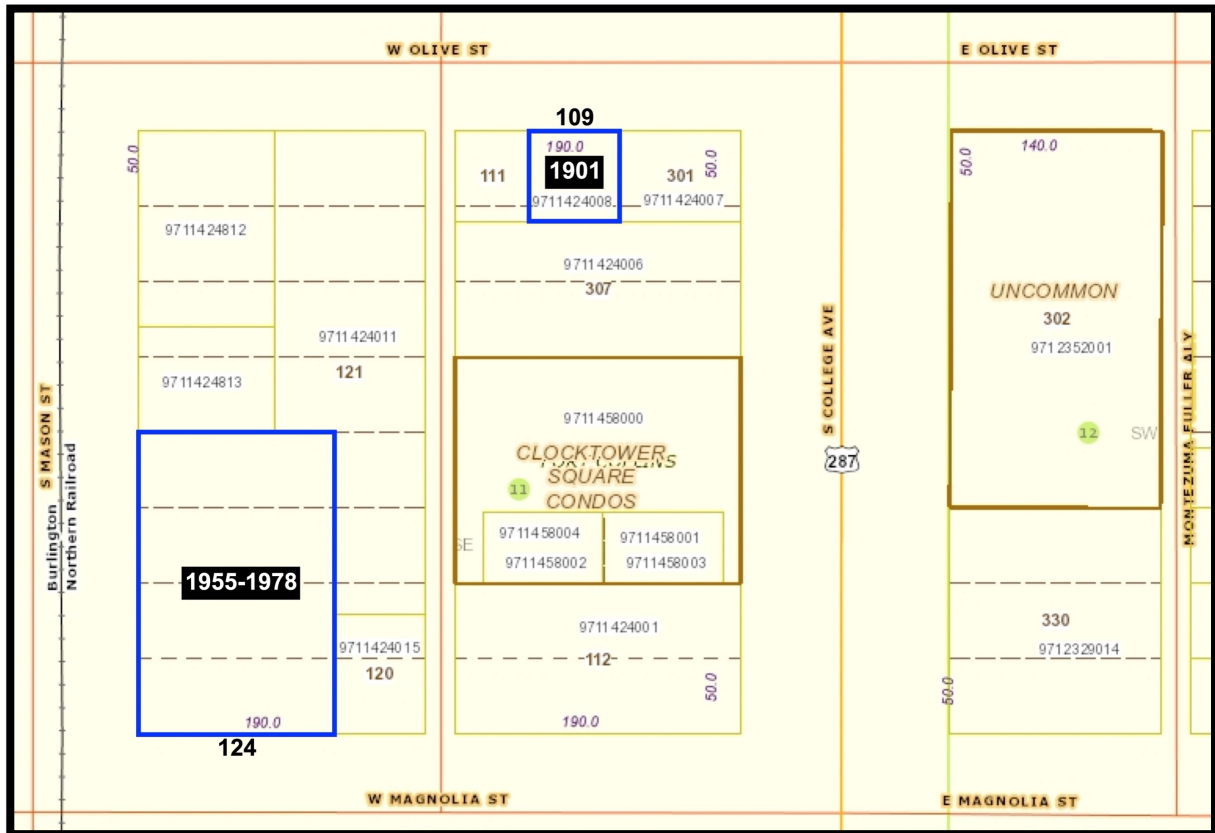 W OLIVE ST
E OLIVE ST
109
50.0
190.0
1901
111
50.0
301
9711424008
9711424007
50.0
140.0
9711424812
9711424006
307
UNCOMMON
302
9712352001
9711424011
121
9711424813
S COLLEGE AVE
MONTEZUMA FULLER ALY
9711458000
CLOCKTOWER
FORT COLLINS
SQUARE
CONDOS
11
12
SW
287
S MASON ST
Burlington
Northern Railroad
9711458004
9711458001
SE
9711458002
9711458003
1955-1978
9711424001
112
9711424015
120
330
9712329014
50.0
50.0
190.0
190.0
124
W MAGNOLIA ST
E MAGNOLIA ST